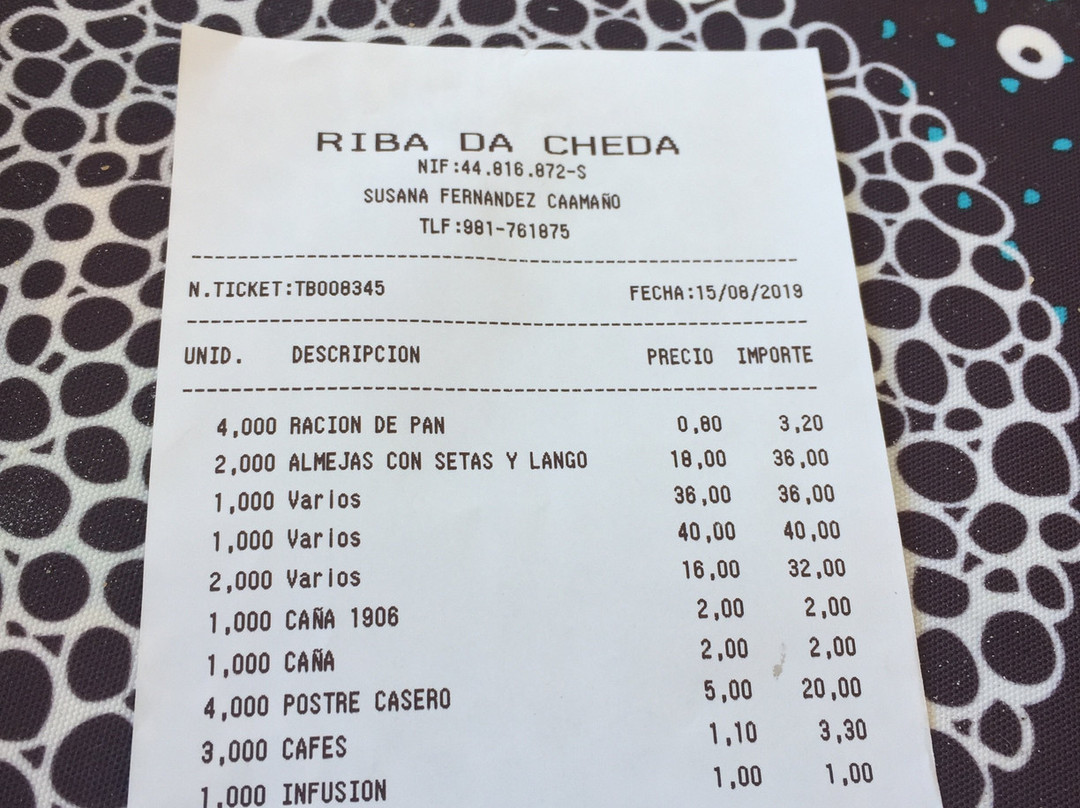 RIBA DA CHEDA
NIF:44.816.872-S
SUSANA FERNANDEZ CAAMAÑO
TLF:981-761875
N.TICKET:TB008345 FECHA:15/08/2019
UNID. DESCRIPCION PRECIO IMPORTE
4,000 RACION DE PAN 0,80 3,20
2,000 ALMEJAS CON SETAS Y LANGO 18,00 36,00
1,000 Varios 36,00 36,00
1,000 Varios 40,00 40,00
2,000 Varios 16,00 32,00
1,000 CAÑA 1906 2,00 2,00
1,000 CAÑA 2,00 2,00
4,000 POSTRE CASERO 5,00 20,00
3,000 CAFES 1,10 3,30
1,000 INFUSION 1,00 1,00